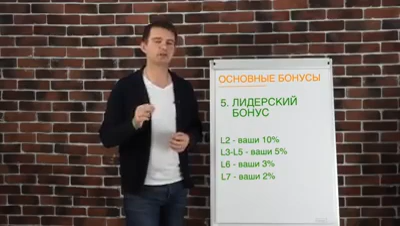 ОСНОВНЫЕ БОНУСЫ
5. ЛИДЕРСКИЙ
БОНУС
L2 - ваши 10%
L3-L5 - ваши 5%
L6 - ваши 3%
L7 - ваши 2%